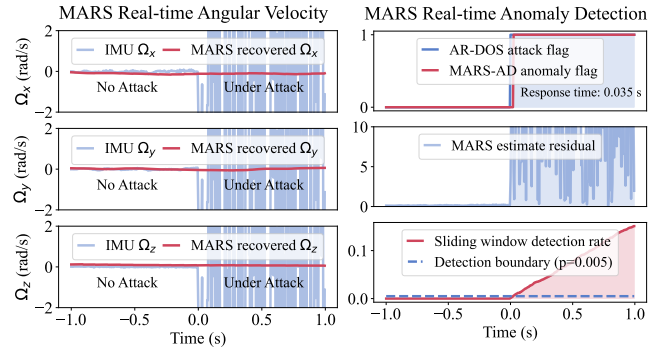 MARS Real-time Angular Velocity
Ωx (rad/s)
2
0
−2
IMU Ωx
MARS recovered Ωx
No Attack
Under Attack
Ωy (rad/s)
2
0
−2
IMU Ωy
MARS recovered Ωy
No Attack
Under Attack
Ωz (rad/s)
2
0
−2
IMU Ωz
MARS recovered Ωz
No Attack
Under Attack
−1.0 −0.5 0.0 0.5 1.0
Time (s)
MARS Real-time Anomaly Detection
1
0
AR-DOS attack flag
MARS-AD anomaly flag
Response time: 0.035 s
10
5
0
MARS estimate residual
0.1
0.0
Sliding window detection rate
Detection boundary (p=0.005)
−1.0 −0.5 0.0 0.5 1.0
Time (s)